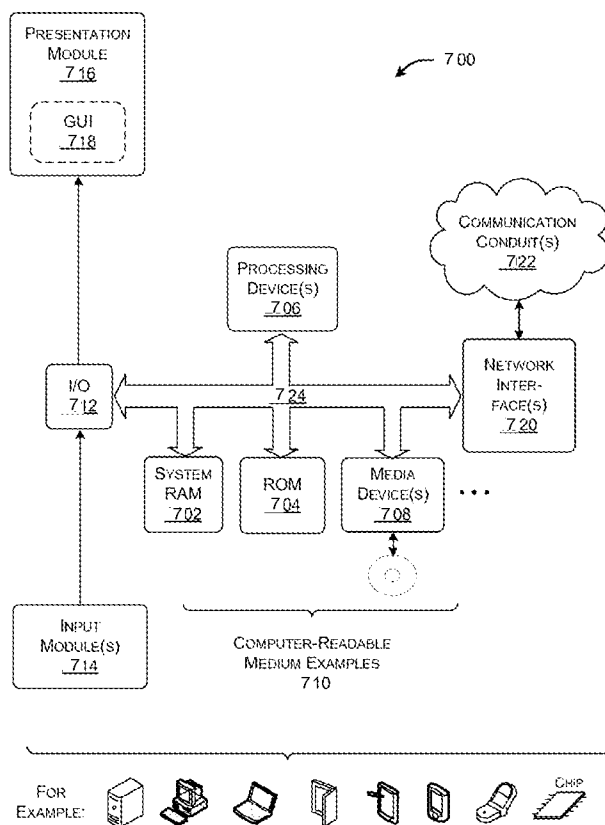 PRESENTATION
MODULE
716
GUI
718
700
COMMUNICATION
CONDUIT(S)
722
PROCESSING
DEVICE(S)
706
I/O
712
724
NETWORK
INTER-
FACE(S)
720
SYSTEM
RAM
702
ROM
704
MEDIA
DEVICE(S)
708
...
INPUT
MODULE(S)
714
COMPUTER-READABLE
MEDIUM EXAMPLES
710
FOR
EXAMPLE:
CHIP